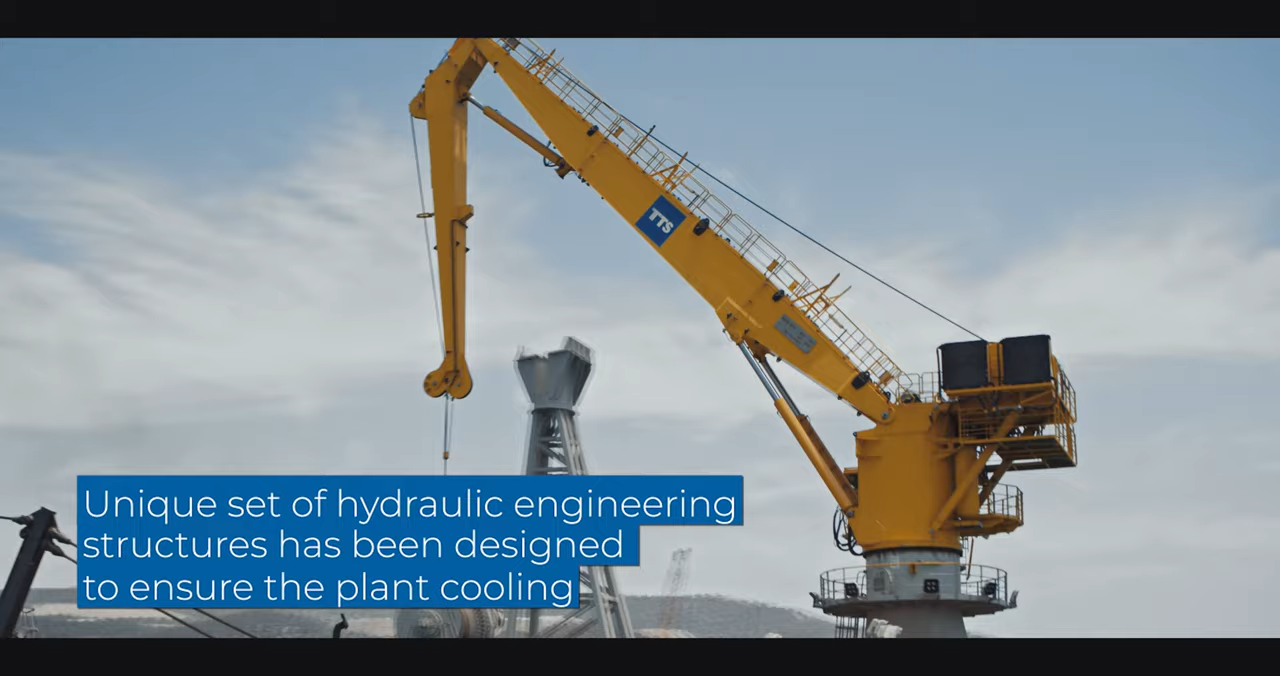 TTS
Unique set of hydraulic engineering
structures has been designed
to ensure the plant cooling